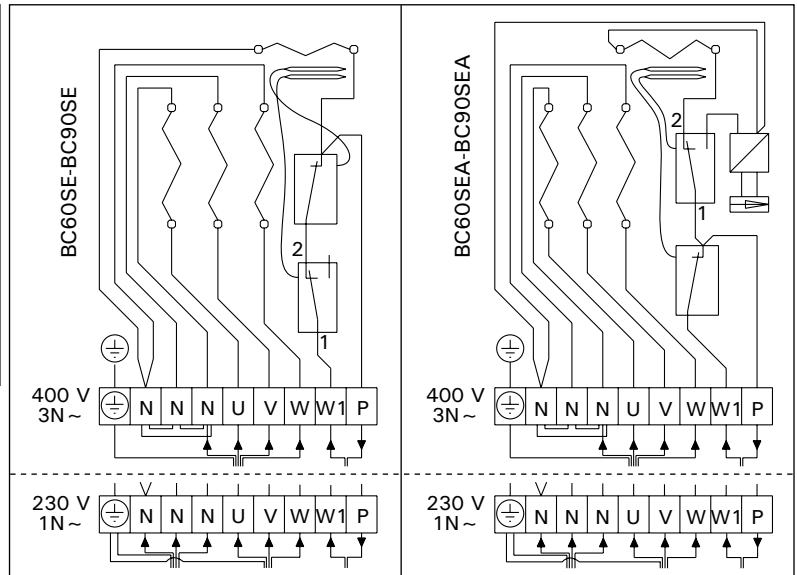 BC60SE-BC90SE
2
1
400 V
3N~
N N N U V W W1 P
230 V
1N~
N N N U V W W1 P
BC60SEA-BC90SEA
2
1
400 V
3N~
N N N U V W W1 P
230 V
1N~
N N N U V W W1 P